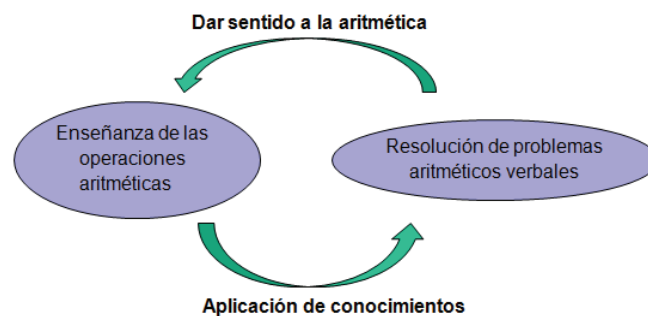 Dar sentido a la aritmética
Enseñanza de las
operaciones
aritméticas
Resolución de problemas
aritméticos verbales
Aplicación de conocimientos